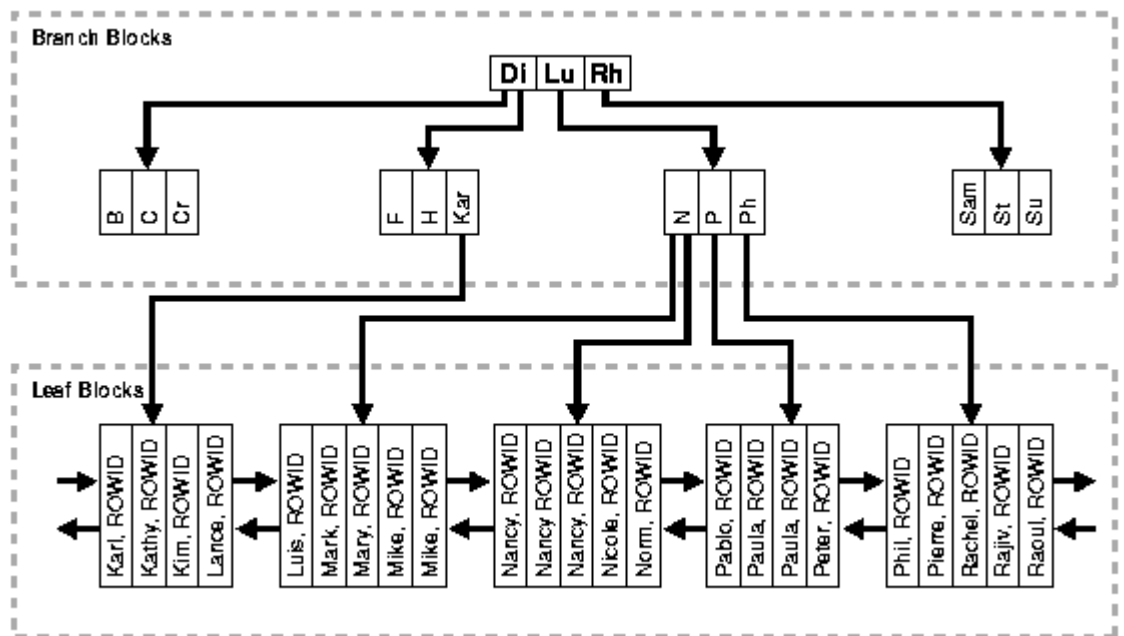 Branch Blocks
Di Lu Rh
B
C
Cr
F
H
Kar
N
P
Ph
Sam
St
Su
Leaf Blocks
Karl, ROWID
Kathy, ROWID
Kim, ROWID
Lance, ROWID
Luis, ROWID
Mark, ROWID
Mary, ROWID
Mike, ROWID
Mike, ROWID
Nancy, ROWID
Nancy ROWID
Nancy, ROWID
Nicole, ROWID
Norm, ROWID
Pablo, ROWID
Paula, ROWID
Paula, ROWID
Peter, ROWID
Phil, ROWID
Pierre, ROWID
Rachel, ROWID
Rajiv, ROWID
Raoul, ROWID